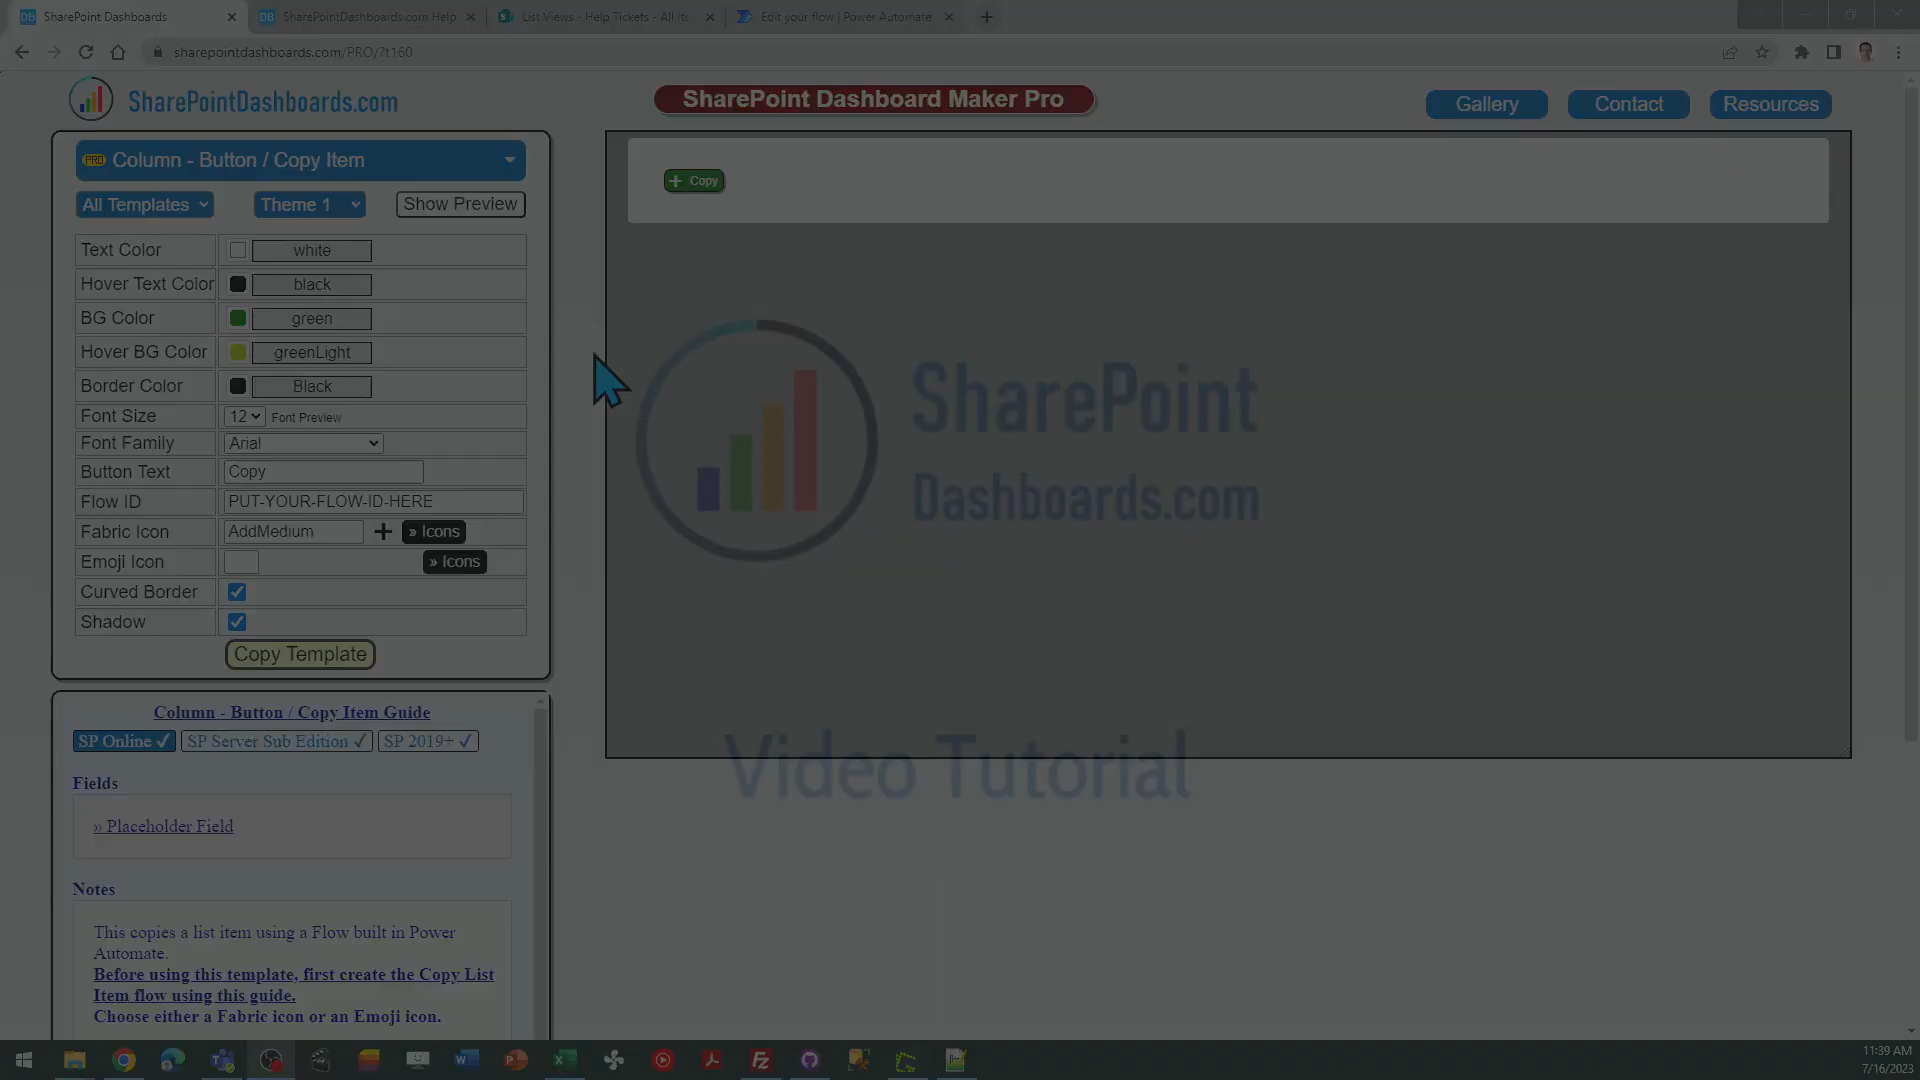 SharePoint Dashboards
SharePointDashboards.com Help
List Views - Help Tickets - All Ite
Edit your flow | Power Automate
sharepointdashboards.com/PRO/?t160
SharePointDashboards.com
SharePoint Dashboard Maker Pro
Gallery
Contact
Resources
PRO Column - Button / Copy Item
All Templates
Theme 1
Show Preview
Text Color white
Hover Text Color black
BG Color green
Hover BG Color greenLight
Border Color Black
Font Size 12 Font Preview
Font Family Arial
Button Text Copy
Flow ID PUT-YOUR-FLOW-ID-HERE
Fabric Icon AddMedium + » Icons
Emoji Icon » Icons
Curved Border
Shadow
Copy Template
Column - Button / Copy Item Guide
SP Online ✓ SP Server Sub Edition ✓ SP 2019+ ✓
Fields
» Placeholder Field
Notes
This copies a list item using a Flow built in Power
Automate.
Before using this template, first create the Copy List
Item flow using this guide.
Choose either a Fabric icon or an Emoji icon.
+ Copy
SharePoint
Dashboards.com
Video Tutorial
11:39 AM
7/16/2023